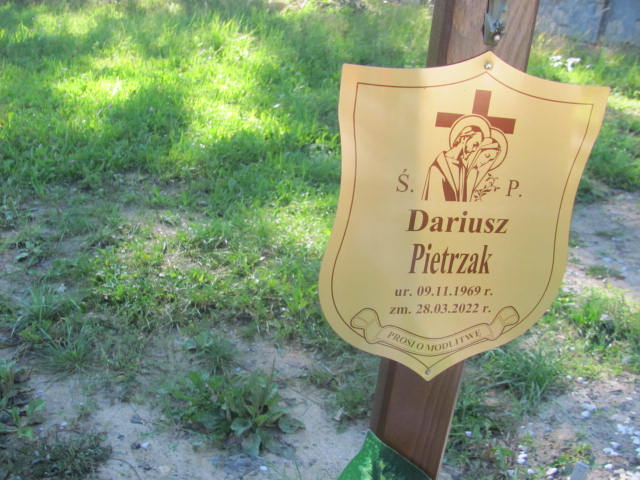 Ś. P.
Dariusz
Pietrzak
ur. 09.11.1969 r.
zm. 28.03.2022 r.
PROSI O MODLITWĘ